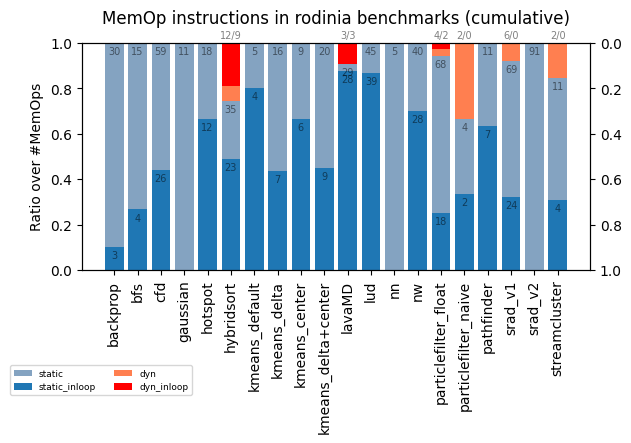 MemOp instructions in rodinia benchmarks (cumulative)
12/9 3/3 4/2 2/0 6/0 2/0
1.0 0.0
0.8 0.2
0.6 0.4
0.4 0.6
0.2 0.8
0.0 1.0
Ratio over #MemOps
30 15 59 11 18 35 5 16 9 20 29 45 5 40 68 4 11 69 91 11
3 4 26 12 23 4 7 6 9 28 39 28 18 2 7 24 4
backprop
bfs
cfd
gaussian
hotspot
hybridsort
kmeans_default
kmeans_delta
kmeans_center
kmeans_delta+center
lavaMD
lud
nn
nw
particlefilter_float
particlefilter_naive
pathfinder
srad_v1
srad_v2
streamcluster
static dyn
static_inloop dyn_inloop